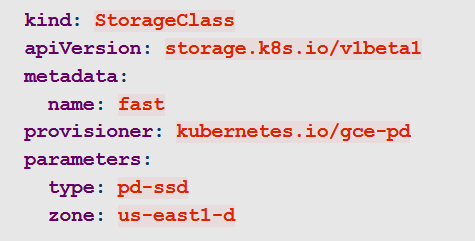 kind: StorageClass
apiVersion: storage.k8s.io/v1beta1
metadata:
  name: fast
provisioner: kubernetes.io/gce-pd
parameters:
  type: pd-ssd
  zone: us-east1-d